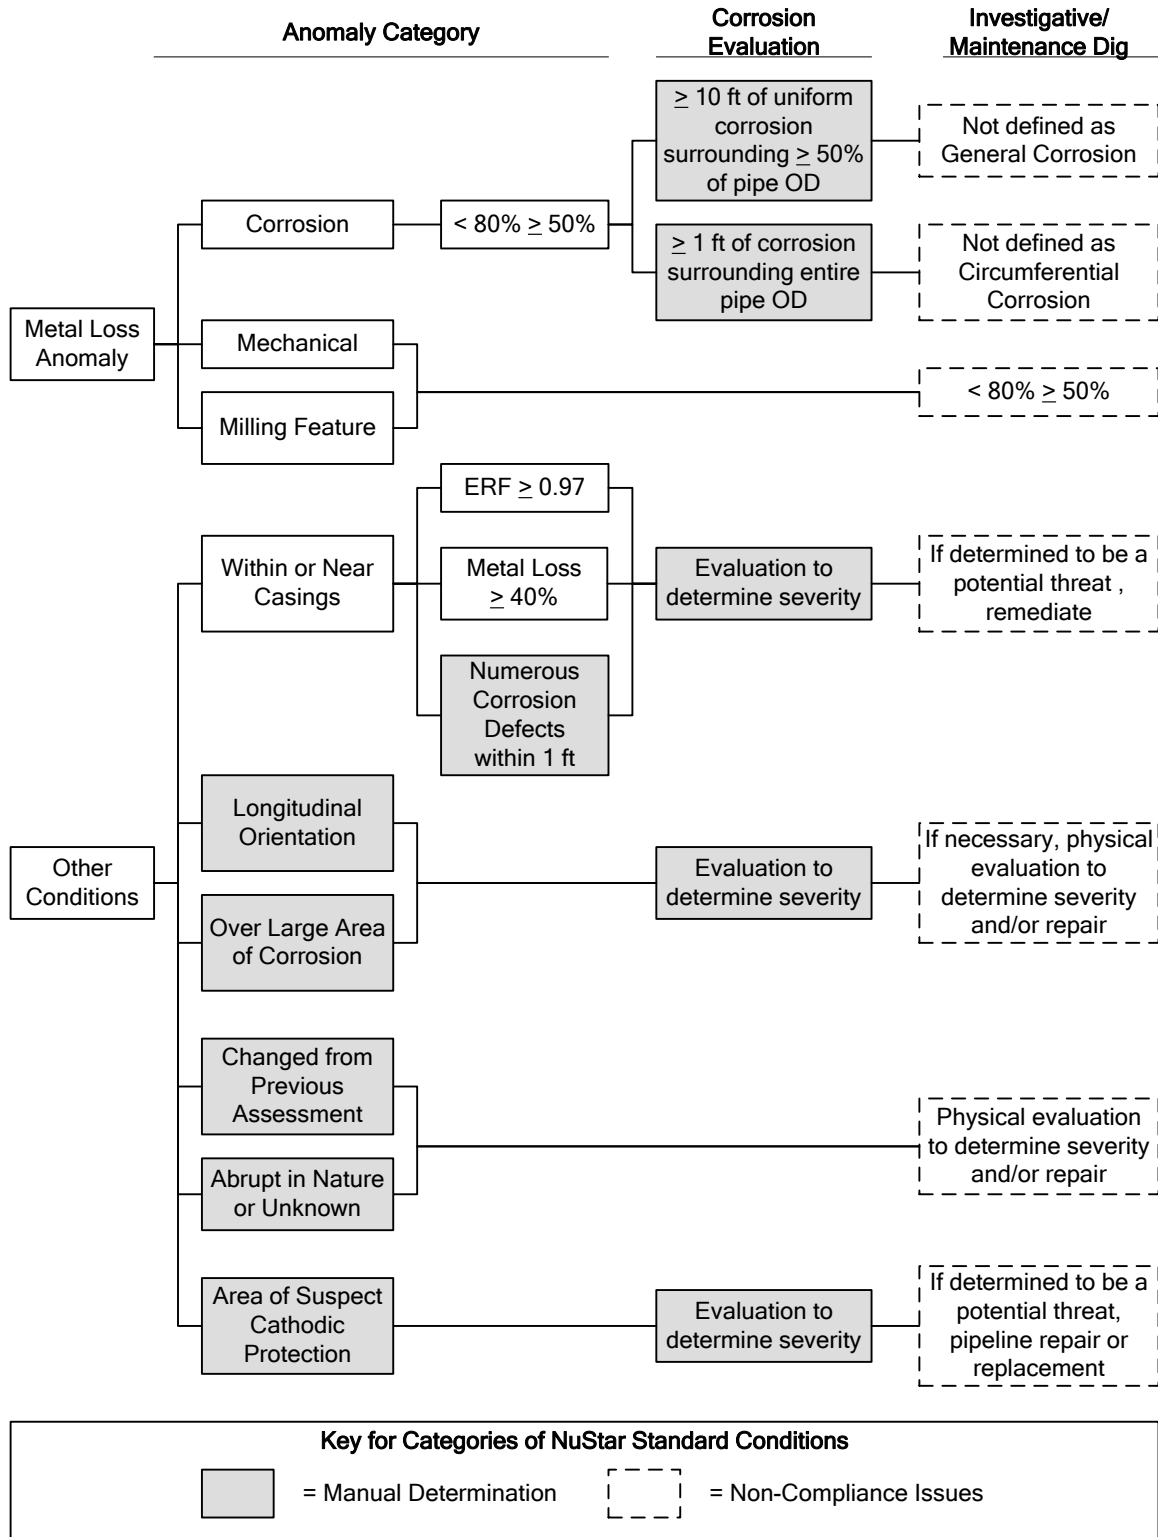 Anomaly Category
Corrosion
Evaluation
Investigative/
Maintenance Dig
≥ 10 ft of uniform
corrosion
surrounding ≥ 50%
of pipe OD
Not defined as
General Corrosion
Corrosion
< 80% ≥ 50%
≥ 1 ft of corrosion
surrounding entire
pipe OD
Not defined as
Circumferential
Corrosion
Metal Loss
Anomaly
Mechanical
Milling Feature
< 80% ≥ 50%
ERF ≥ 0.97
Within or Near
Casings
Metal Loss
≥ 40%
Evaluation to
determine severity
If determined to be a
potential threat ,
remediate
Numerous
Corrosion
Defects
within 1 ft
Longitudinal
Orientation
Other
Conditions
Over Large Area
of Corrosion
Evaluation to
determine severity
If necessary, physical
evaluation to
determine severity
and/or repair
Changed from
Previous
Assessment
Abrupt in Nature
or Unknown
Physical evaluation
to determine severity
and/or repair
Area of Suspect
Cathodic
Protection
Evaluation to
determine severity
If determined to be a
potential threat,
pipeline repair or
replacement
Key for Categories of NuStar Standard Conditions
= Manual Determination
= Non-Compliance Issues